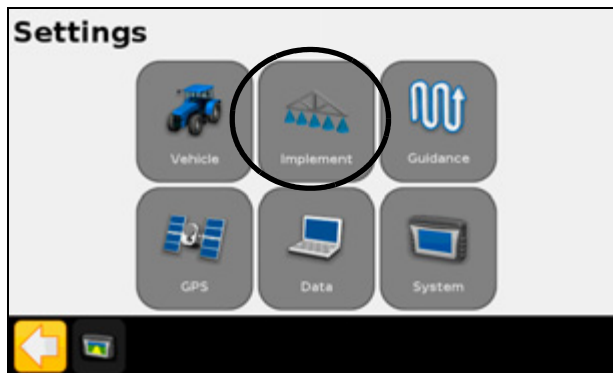 Settings
Vehicle
Implement
Guidance
GPS
Data
System